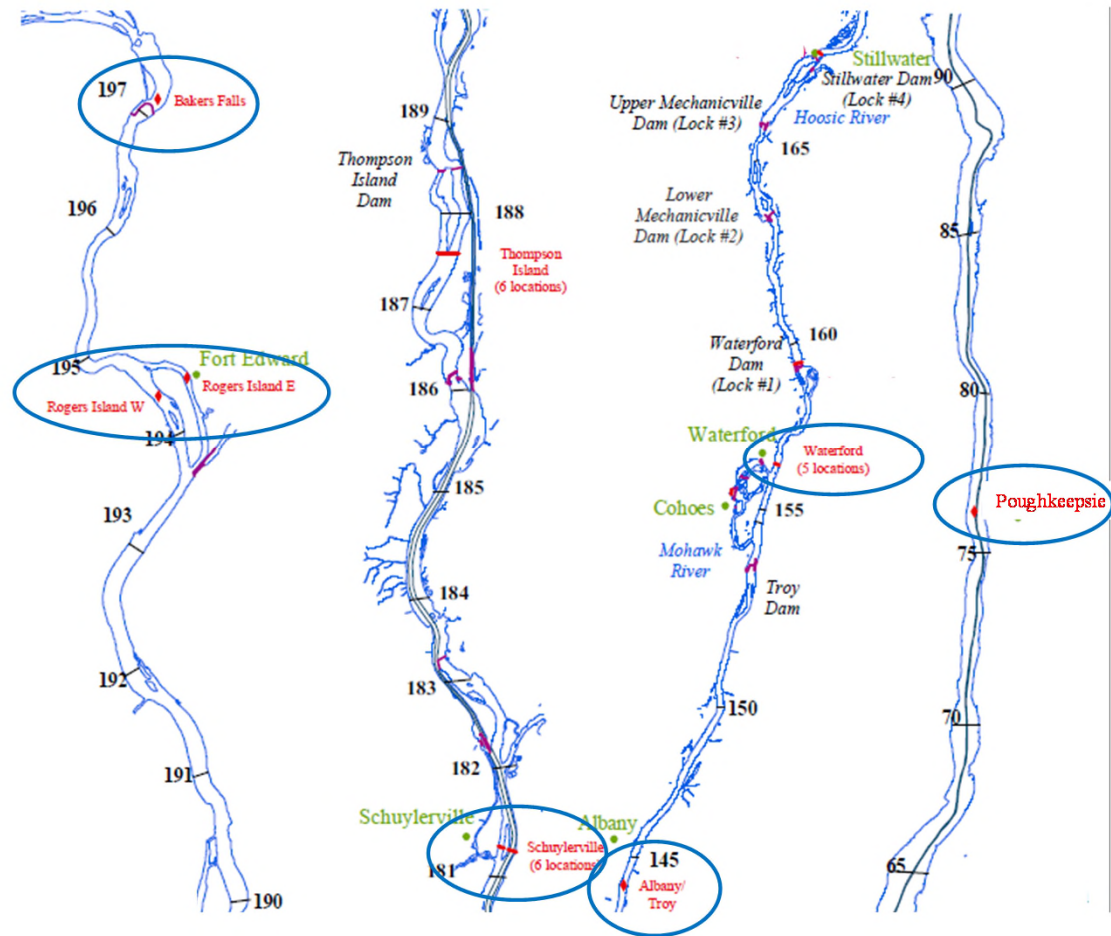 197
Bakers Falls
196
195
Fort Edward
Rogers Island E
Rogers Island W
194
193
192
191
190
189
Thompson
Island
Dam
188
Thompson
Island
(6 locations)
187
186
185
184
183
182
Schuylerville
Schuylerville
(6 locations)
181
Stillwater
Stillwater Dam
(Lock #4)
Upper Mechanicville
Dam (Lock #3)
Hoosic River
165
Lower
Mechanicville
Dam (Lock #2)
160
Waterford
Dam
(Lock #1)
Waterford
Waterford
(5 locations)
Cohoes
155
Mohawk
River
Troy
Dam
150
Albany
145
Albany/
Troy
90
85
80
Poughkeepsie
75
70
65